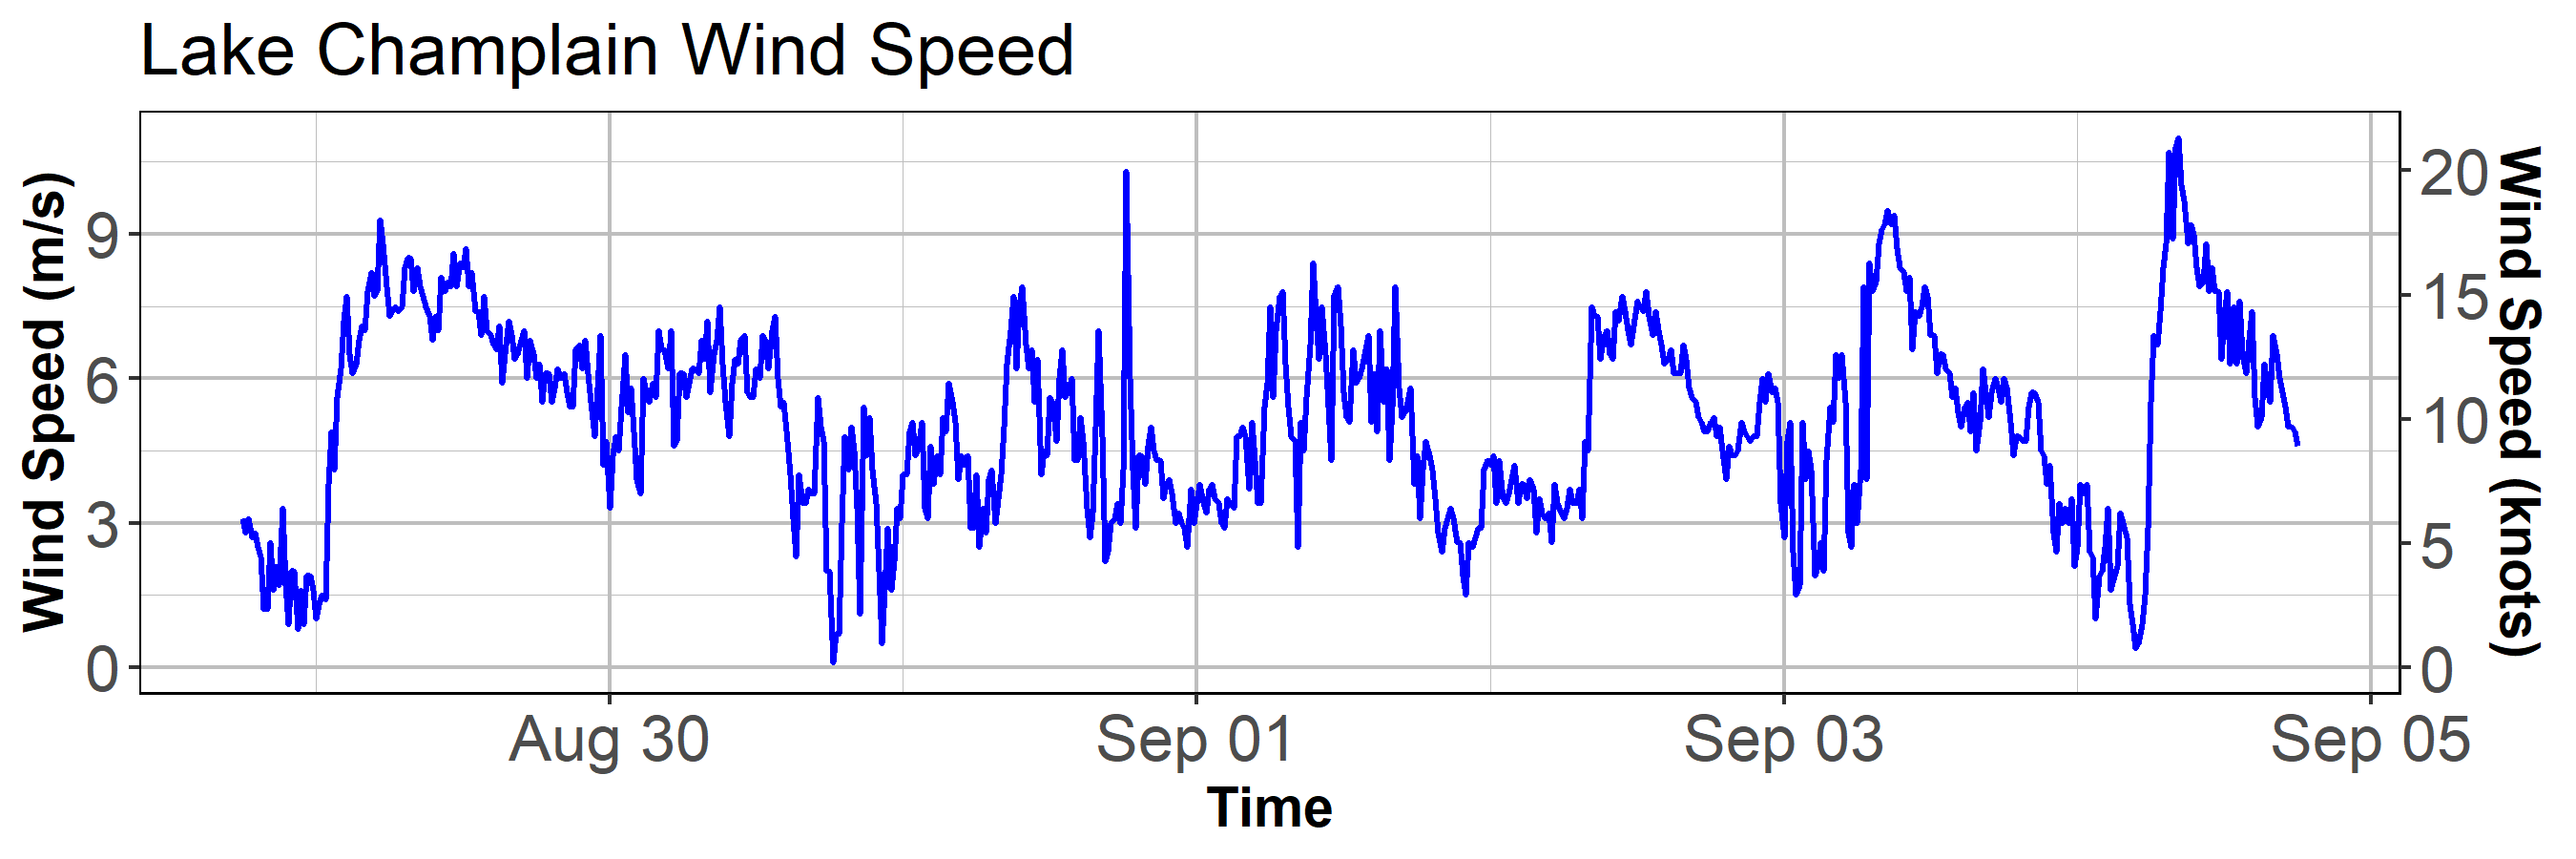 Lake Champlain Wind Speed
Wind Speed (m/s)
9
6
3
0
20
15
10
5
0
Wind Speed (knots)
Aug 30
Sep 01
Sep 03
Sep 05
Time